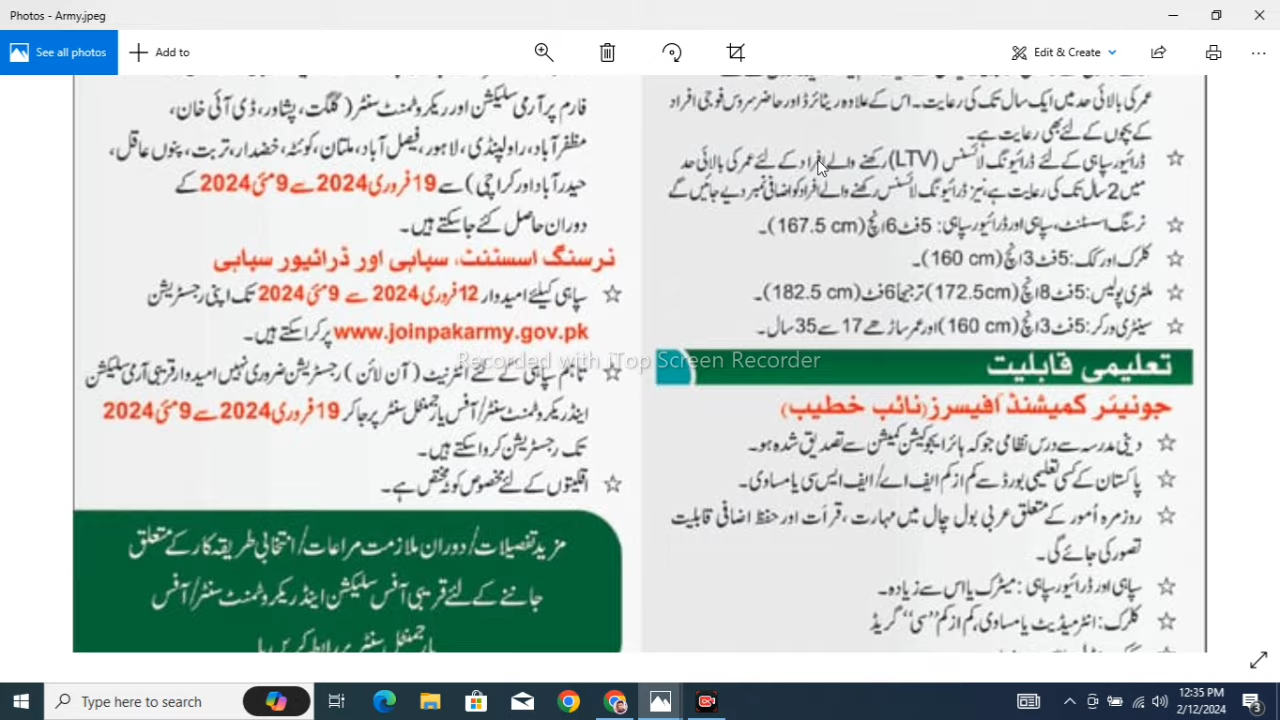 Photos - Army.jpeg
See all photos
Add to
Edit & Create
عمر کی بالائی حد میں ایک سال تک کی رعایت۔ اس کے علاوہ ریٹائرڈ اور حاضر سروس فوجی افراد
کے بچوں کے لئے بھی رعایت ہے۔
☆ ڈرائیور سپاہی کے لئے ڈرائیونگ لائسنس (LTV) رکھنے والے افراد کے لئے عمر کی بالائی حد
میں 2 سال تک کی رعایت ہے، نیز ڈرائیونگ لائسنس رکھنے والے افراد کو اضافی نمبر دیے جائیں گے
☆ نرسنگ اسسٹنٹ، سپاہی اور ڈرائیور سپاہی: 5 فٹ 6 انچ (167.5 cm)۔
☆ کلرک اور کک: 5 فٹ 3 انچ (160 cm)۔
☆ ملٹری پولیس: 5 فٹ 8 انچ (172.5cm) ترجیحاً 6 فٹ (182.5 cm)۔
☆ سینٹری ورکر: 5 فٹ 3 انچ (160 cm) اور عمر ساڑھے 17 سے 35 سال۔
تعلیمی قابلیت
جونیئر کمیشنڈ آفیسرز (نائب خطیب)
☆ دینی مدرسہ سے درس نظامی جو کہ ہائر ایجوکیشن کمیشن سے تصدیق شدہ ہو۔
☆ پاکستان کے کسی تعلیمی بورڈ سے کم از کم ایف اے/ ایف ایس سی یا مساوی۔
☆ روزمرہ اُمور کے متعلق عربی بول چال میں مہارت، قرأت اور حفظ اضافی قابلیت
تصور کی جائے گی۔
☆ سپاہی اور ڈرائیور سپاہی: میٹرک یا اس سے زیادہ۔
☆ کلرک: انٹرمیڈیٹ یا مساوی، کم از کم "سی" گریڈ
فارم پر آرمی سلیکشن اور ریکروٹمنٹ سنٹر (گلگت، پشاور، ڈی آئی خان،
مظفر آباد، راولپنڈی، لاہور، فیصل آباد، ملتان، کوئٹہ، خضدار، تربت، پنوں عاقل،
حیدر آباد اور کراچی) سے 19 فروری 2024 سے 9 مئی 2024 کے
دوران حاصل کئے جاسکتے ہیں۔
نرسنگ اسسٹنٹ، سپاہی اور ڈرائیور سپاہی
☆ سپاہی کیلئے امیدوار 12 فروری 2024 سے 9 مئی 2024 تک اپنی رجسٹریشن
www.joinpakarmy.gov.pk پر کراسکتے ہیں۔
☆ تاہم سپاہی کے لئے انٹرنیٹ (آن لائن) رجسٹریشن ضروری نہیں امیدوار قریبی آرمی سلیکشن
اینڈ ریکروٹمنٹ سنٹر/ آفس یا رجمنٹل سنٹر پر جا کر 19 فروری 2024 سے 9 مئی 2024
تک رجسٹریشن کرواسکتے ہیں۔
☆ اقلیتوں کے لئے مخصوص کوٹہ مختص ہے۔
مزید تفصیلات/ دوران ملازمت مراعات/ انتخابی طریقہ کار کے متعلق
جاننے کے لئے قریبی آفس سلیکشن اینڈ ریکروٹمنٹ سنٹر/ آفس
یا رجمنٹل سنٹر پر رابطہ کریں یا
Recorded with iTop Screen Recorder
Type here to search
12:35 PM
2/12/2024
3